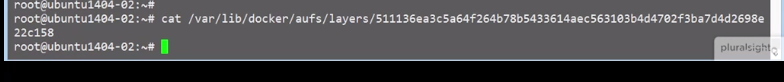 root@ubuntu1404-02:~#
root@ubuntu1404-02:~# cat /var/lib/docker/aufs/layers/511136ea3c5a64f264b78b5433614aec563103b4d4702f3ba7d4d2698e
22c158
root@ubuntu1404-02:~#
pluralsight